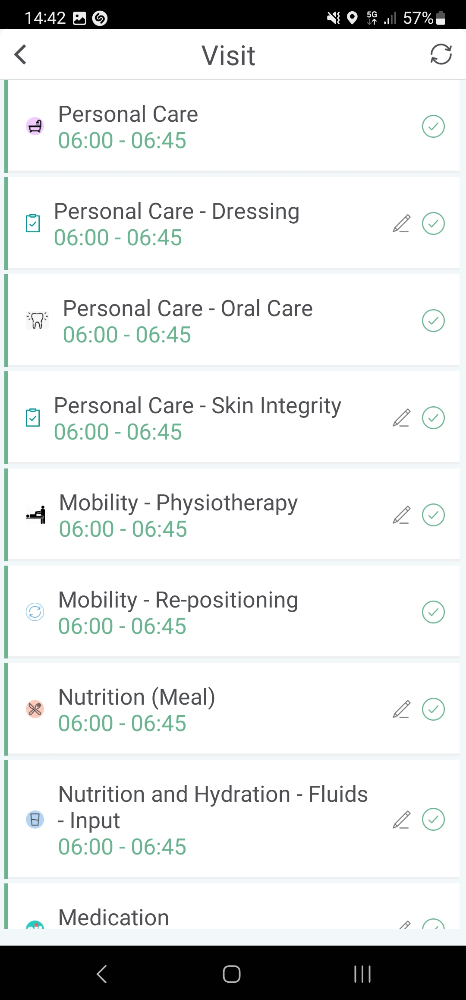 14:42
5G
57%
Visit
Personal Care
06:00 - 06:45
Personal Care - Dressing
06:00 - 06:45
Personal Care - Oral Care
06:00 - 06:45
Personal Care - Skin Integrity
06:00 - 06:45
Mobility - Physiotherapy
06:00 - 06:45
Mobility - Re-positioning
06:00 - 06:45
Nutrition (Meal)
06:00 - 06:45
Nutrition and Hydration - Fluids
- Input
06:00 - 06:45
Medication